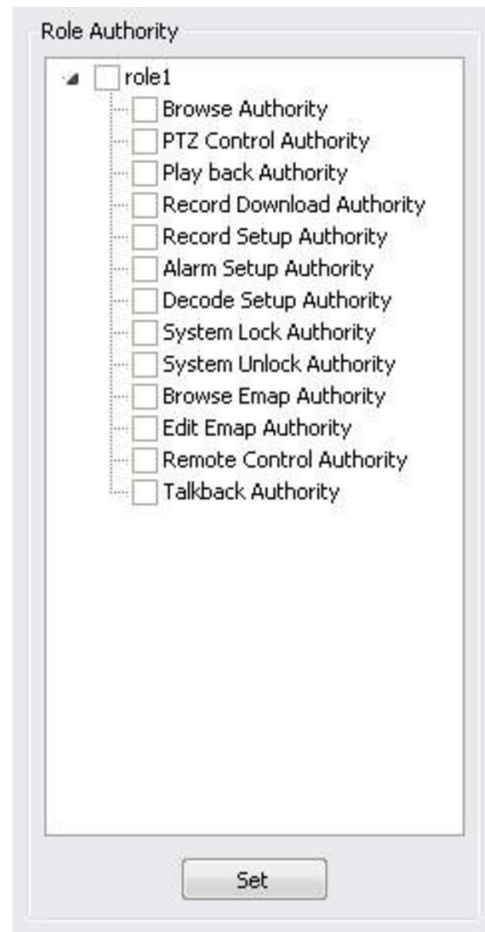 Role Authority
role1
Browse Authority
PTZ Control Authority
Play back Authority
Record Download Authority
Record Setup Authority
Alarm Setup Authority
Decode Setup Authority
System Lock Authority
System Unlock Authority
Browse Emap Authority
Edit Emap Authority
Remote Control Authority
Talkback Authority
Set